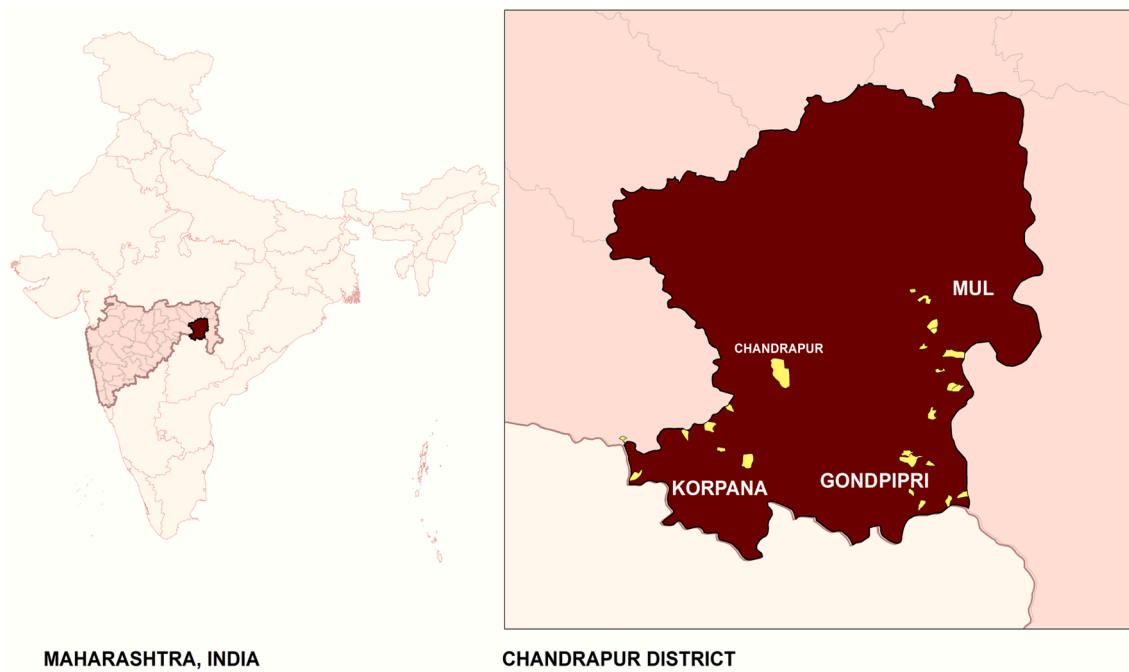 MUL
CHANDRAPUR
KORPANA
GONDPIPRI
MAHARASHTRA, INDIA
CHANDRAPUR DISTRICT